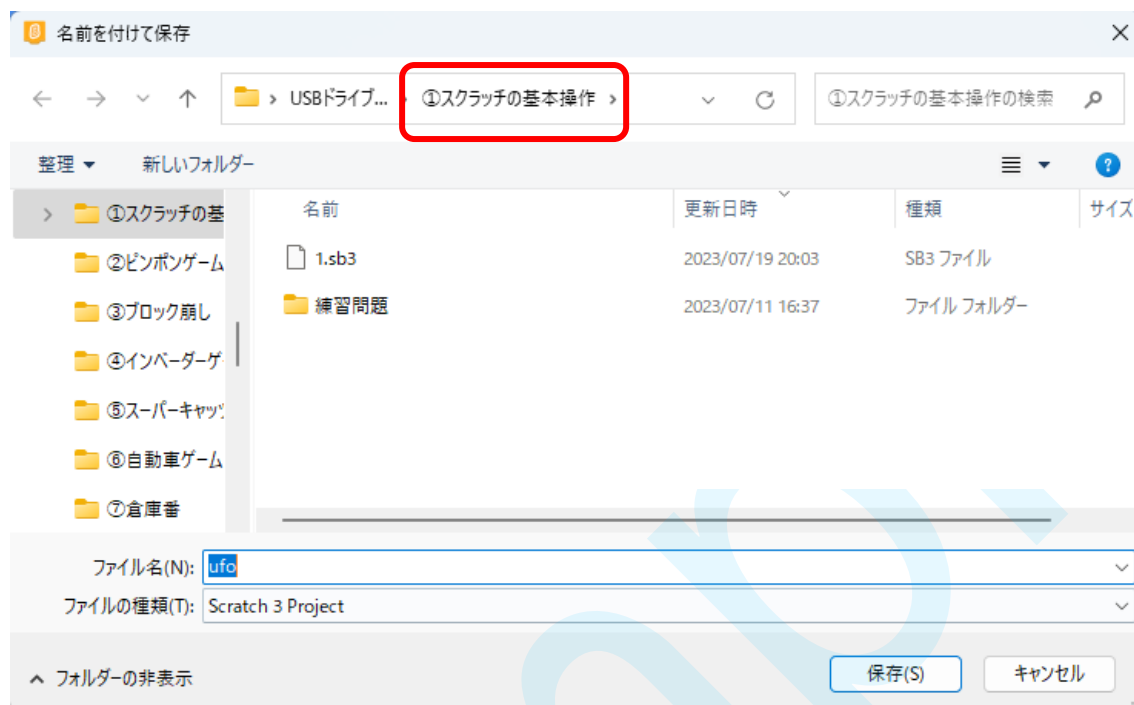 名前を付けて保存
USBドライブ... › ①スクラッチの基本操作 ›
①スクラッチの基本操作の検索
整理 新しいフォルダー
名前 更新日時 種類 サイズ
①スクラッチの基
②ピンポンゲーム
③ブロック崩し
④インベーダーゲ
⑤スーパーキャッ
⑥自動車ゲーム
⑦倉庫番
1.sb3 2023/07/19 20:03 SB3 ファイル
練習問題 2023/07/11 16:37 ファイル フォルダー
ファイル名(N): ufo
ファイルの種類(T): Scratch 3 Project
フォルダーの非表示
保存(S) キャンセル